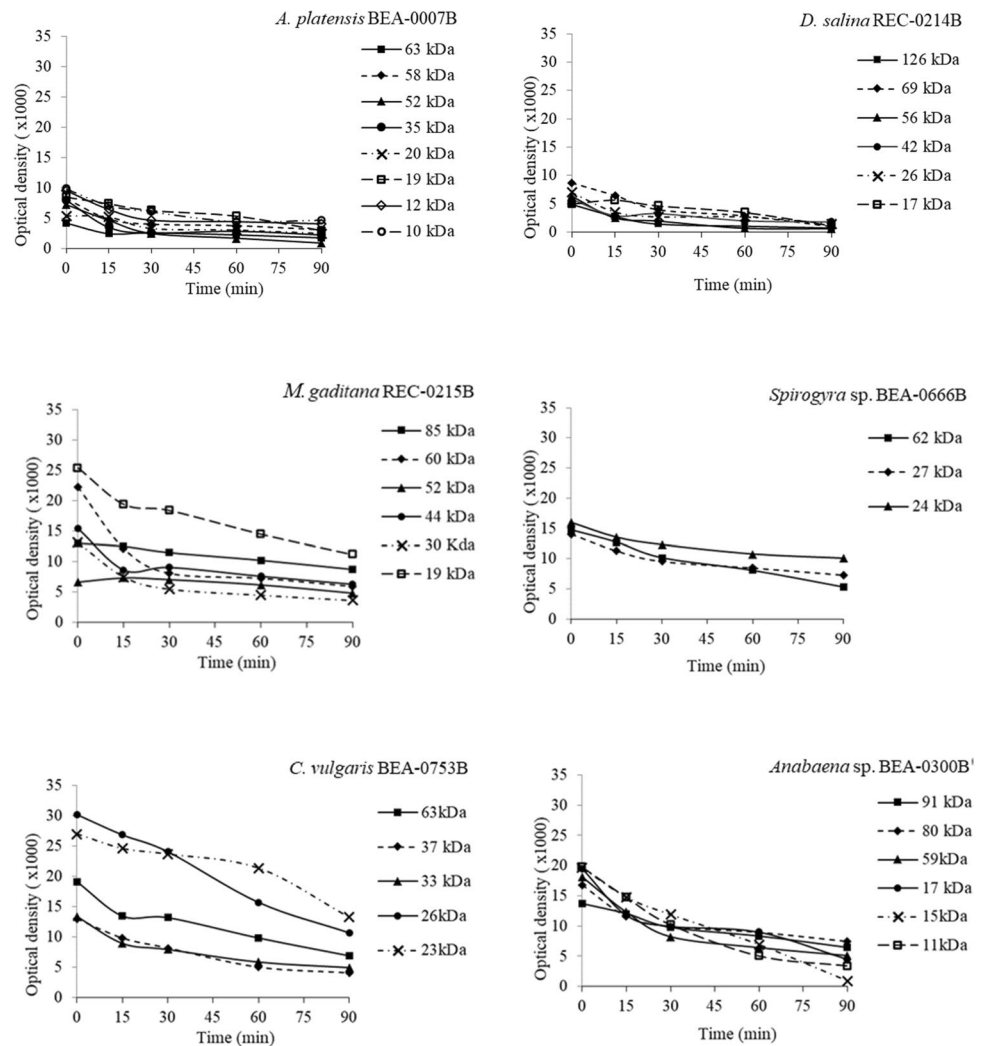 A. platensis BEA-0007B
Optical density ( x1000)
35
30
25
20
15
10
5
0
0 15 30 45 60 75 90
Time (min)
63 kDa
58 kDa
52 kDa
35 kDa
20 kDa
19 kDa
12 kDa
10 kDa
D. salina REC-0214B
Optical density ( x1000)
35
30
25
20
15
10
5
0
0 15 30 45 60 75 90
Time (min)
126 kDa
69 kDa
56 kDa
42 kDa
26 kDa
17 kDa
M. gaditana REC-0215B
Optical density ( x1000)
35
30
25
20
15
10
5
0
0 15 30 45 60 75 90
Time (min)
85 kDa
60 kDa
52 kDa
44 kDa
30 Kda
19 kDa
Spirogyra sp. BEA-0666B
Optical density ( x1000)
35
30
25
20
15
10
5
0
0 15 30 45 60 75 90
Time (min)
62 kDa
27 kDa
24 kDa
C. vulgaris BEA-0753B
Optical density ( x1000)
35
30
25
20
15
10
5
0
0 15 30 45 60 75 90
Time (min)
63kDa
37 kDa
33 kDa
26kDa
23kDa
Anabaena sp. BEA-0300B'
Optical density ( x1000)
35
30
25
20
15
10
5
0
0 15 30 45 60 75 90
Time (min)
91 kDa
80 kDa
59kDa
17 kDa
15kDa
11kDa